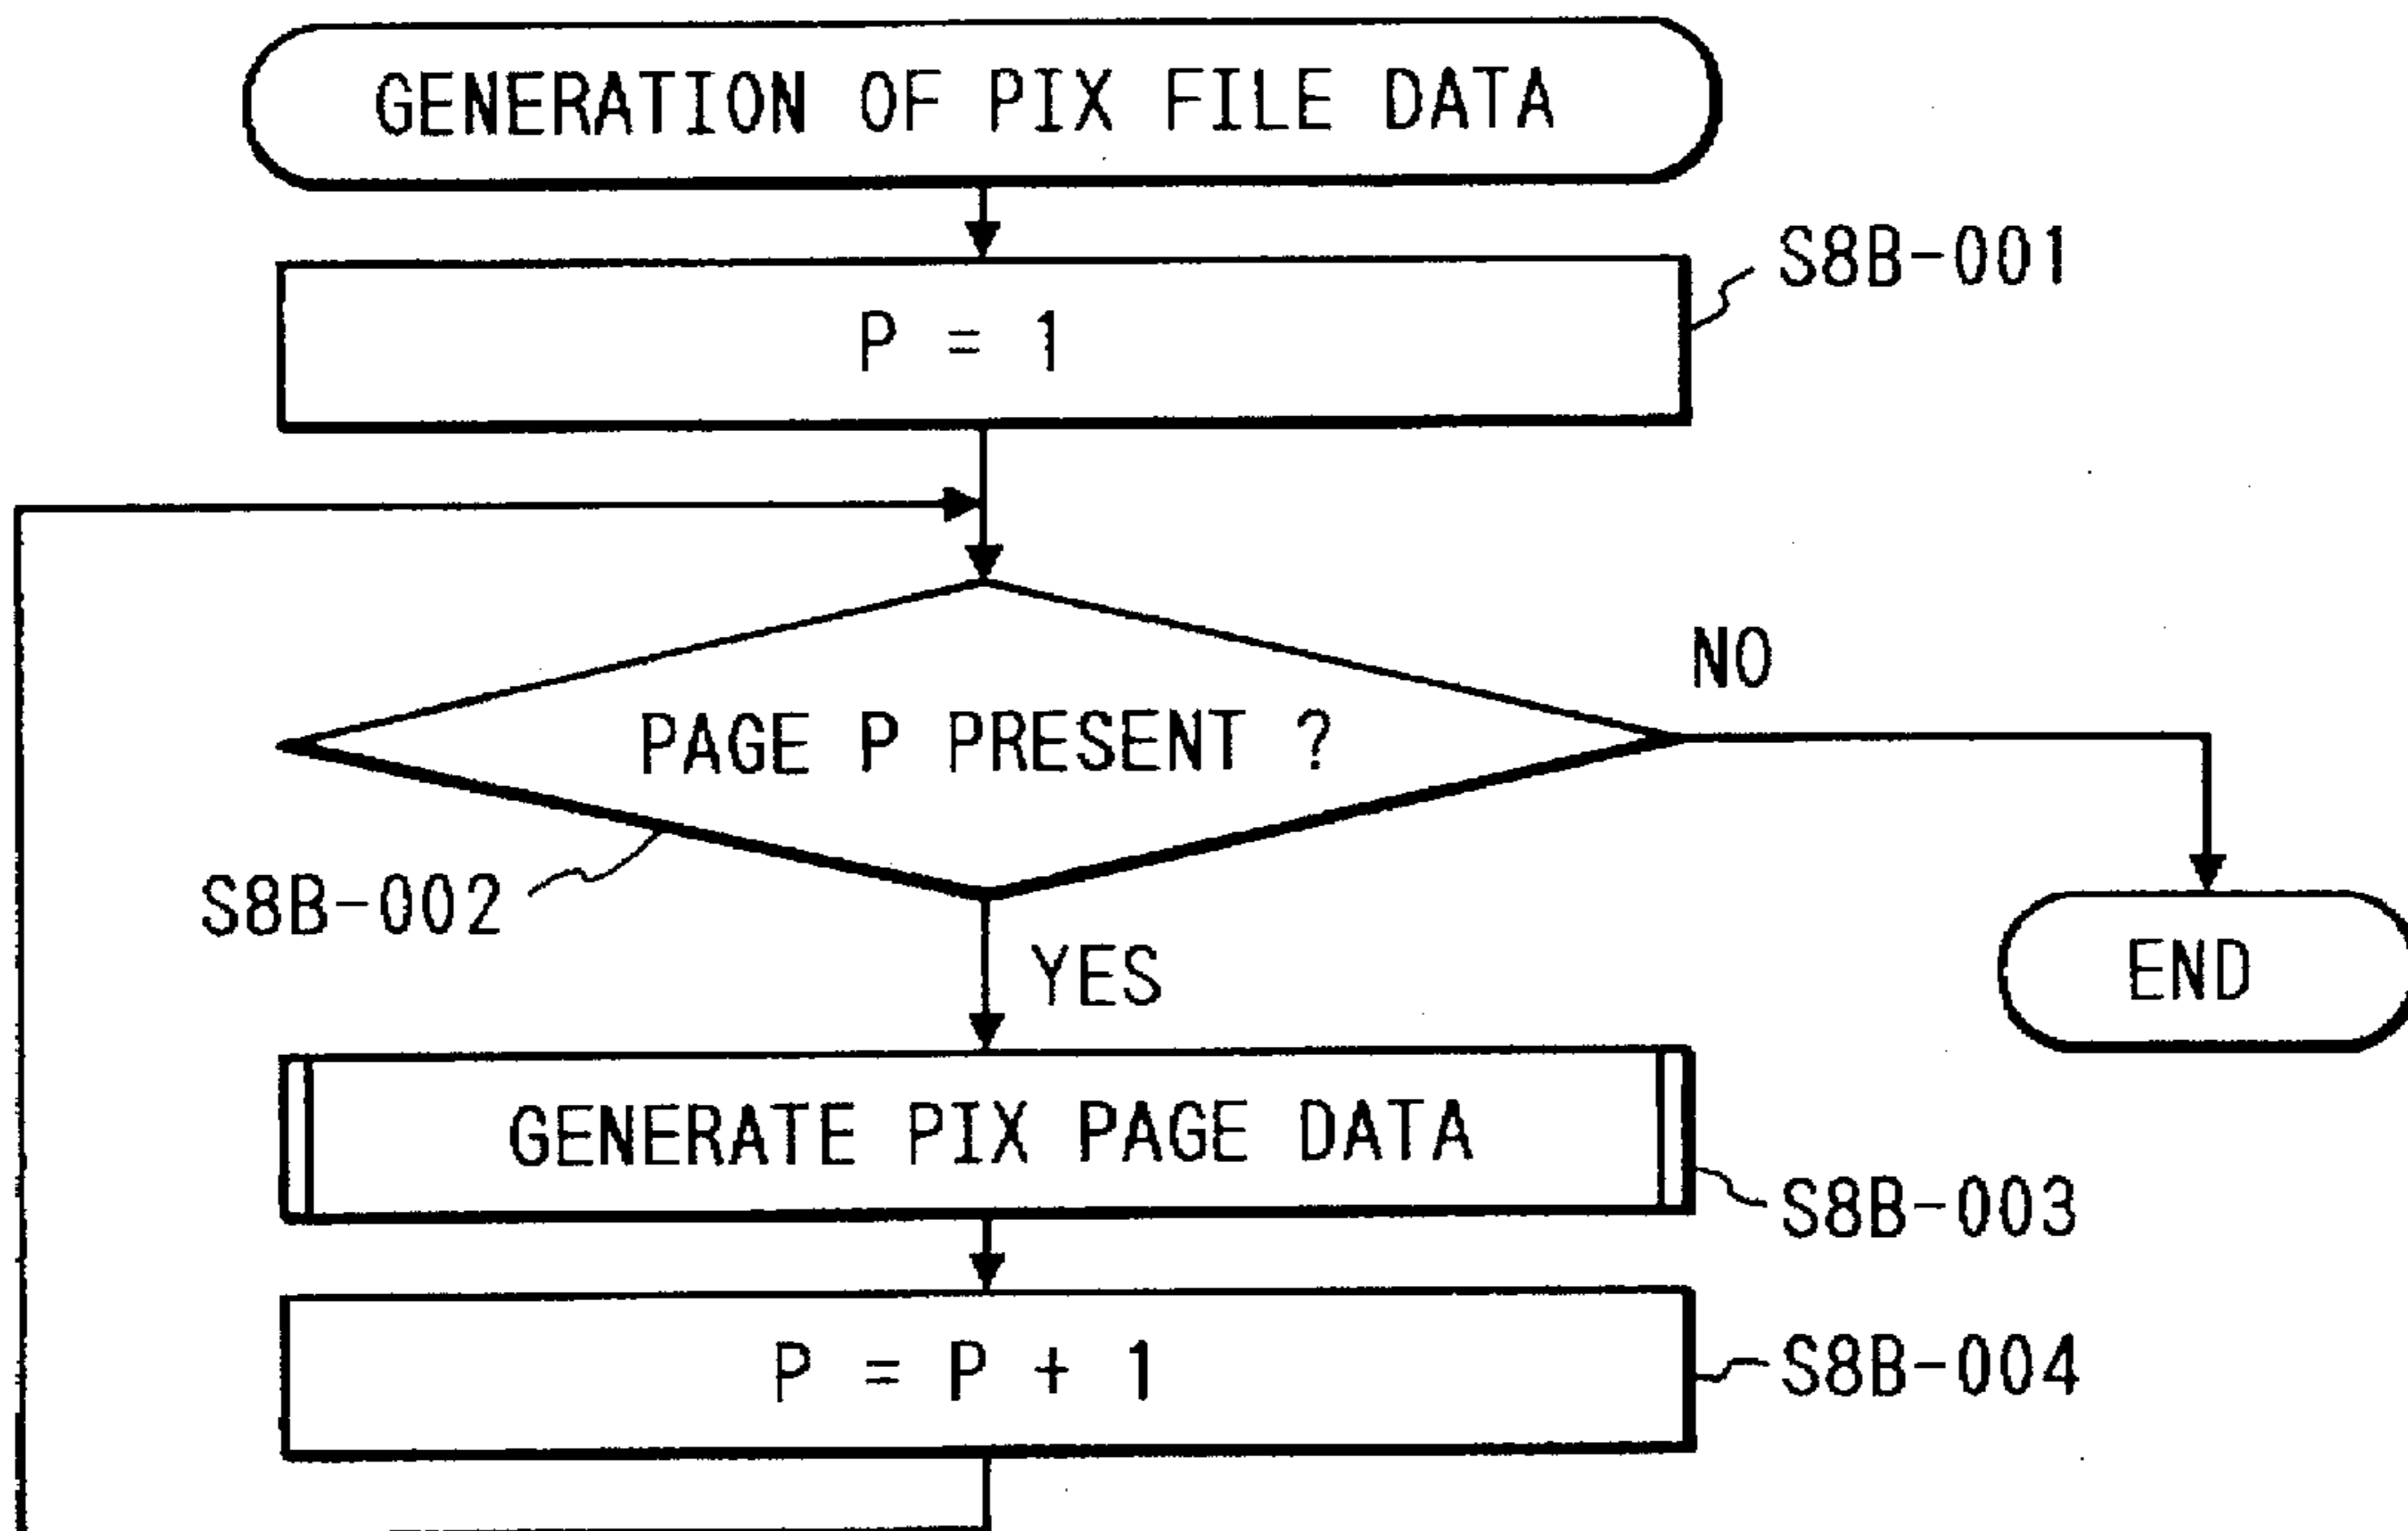 GENERATION OF PIX FILE DATA
S8B-001
P = 1
NO
PAGE P PRESENT ?
S8B-002
YES
END
GENERATE PIX PAGE DATA
S8B-003
P = P + 1
S8B-004